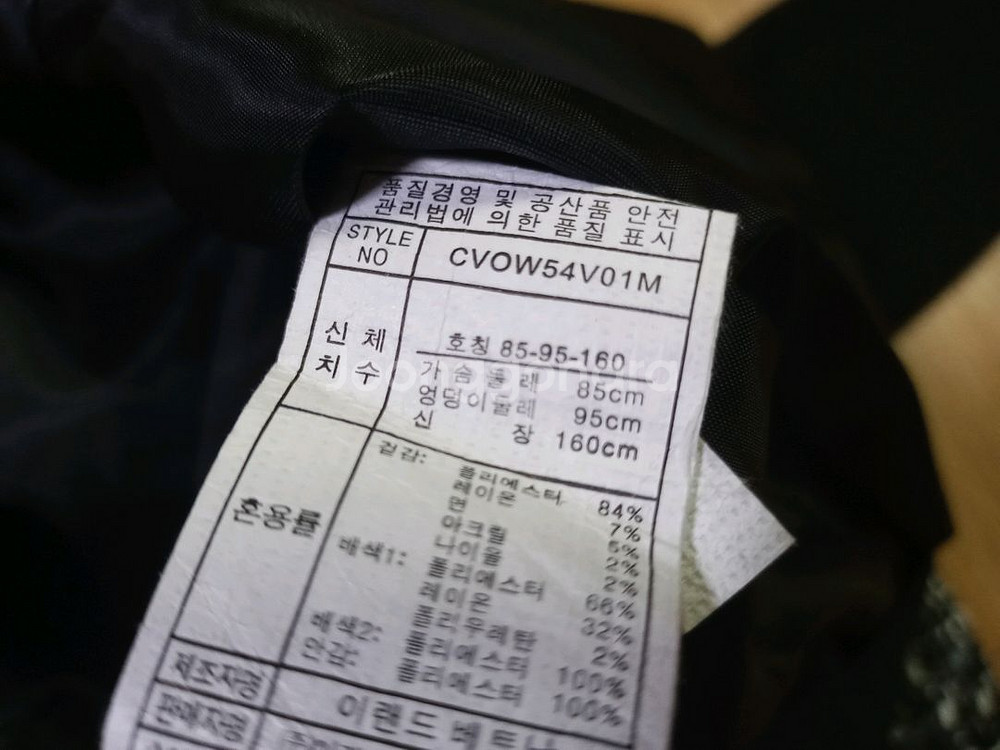 품질경영 및 공산품 안전
관리법에 의한 품질 표시
STYLE NO CVOW54V01M
신체 치수
호칭 85-95-160
가슴둘레 85cm
엉덩이둘레 95cm
신장 160cm
혼용률
겉감: 폴리에스터 84%
레이온 7%
면 5%
아크릴 2%
나이론 2%
배색1: 폴리에스터 66%
레이온 32%
폴리우레탄 2%
배색2: 폴리에스터 100%
안감: 폴리에스터 100%
제조자명 이랜드 베트남
판매자명